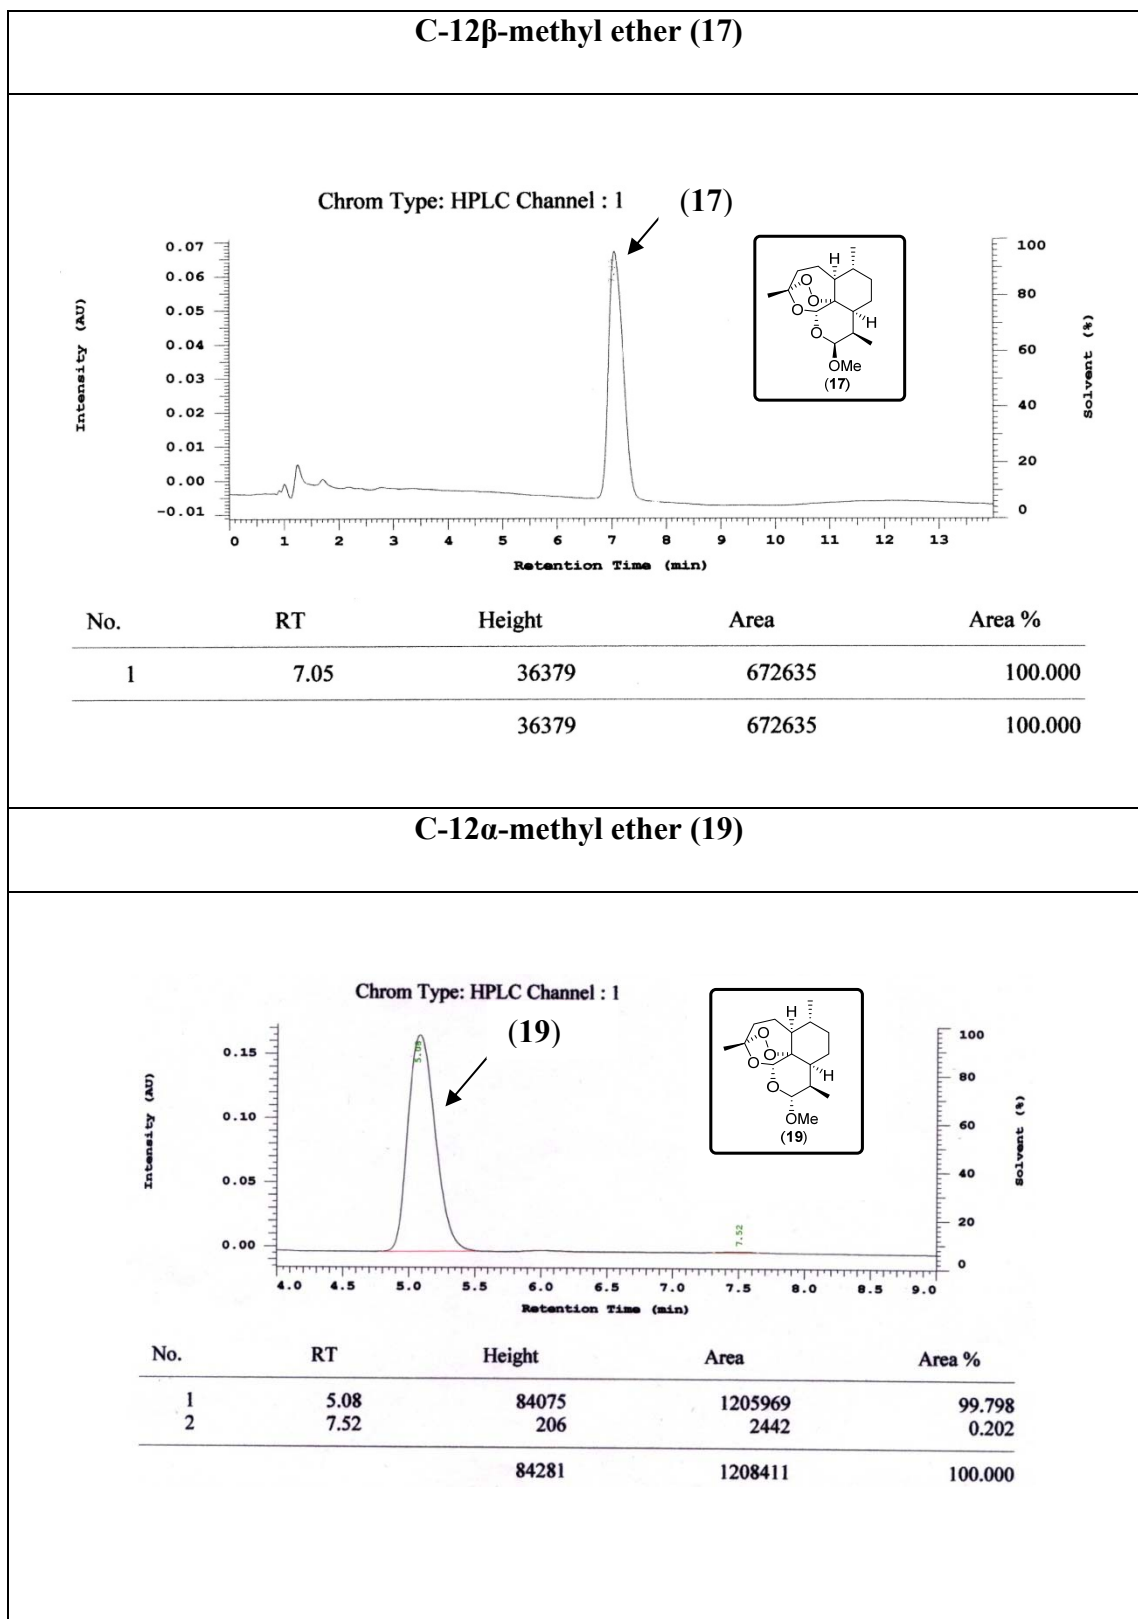 C-12β-methyl ether (17)
Chrom Type: HPLC Channel : 1
(17)
Intensity (AU)
0.07
0.06
0.05
0.04
0.03
0.02
0.01
0.00
-0.01
100
80
60
40
20
0
Solvent (%)
H
O
O
O
O
H
OMe
(17)
0 1 2 3 4 5 6 7 8 9 10 11 12 13
Retention Time (min)
No. RT Height Area Area %
1 7.05 36379 672635 100.000
36379 672635 100.000
C-12α-methyl ether (19)
Chrom Type: HPLC Channel : 1
(19)
Intensity (AU)
0.15
0.10
0.05
0.00
5.08
7.52
100
80
60
40
20
0
Solvent (%)
H
O
O
O
O
H
OMe
(19)
4.0 4.5 5.0 5.5 6.0 6.5 7.0 7.5 8.0 8.5 9.0
Retention Time (min)
No. RT Height Area Area %
1 5.08 84075 1205969 99.798
2 7.52 206 2442 0.202
84281 1208411 100.000